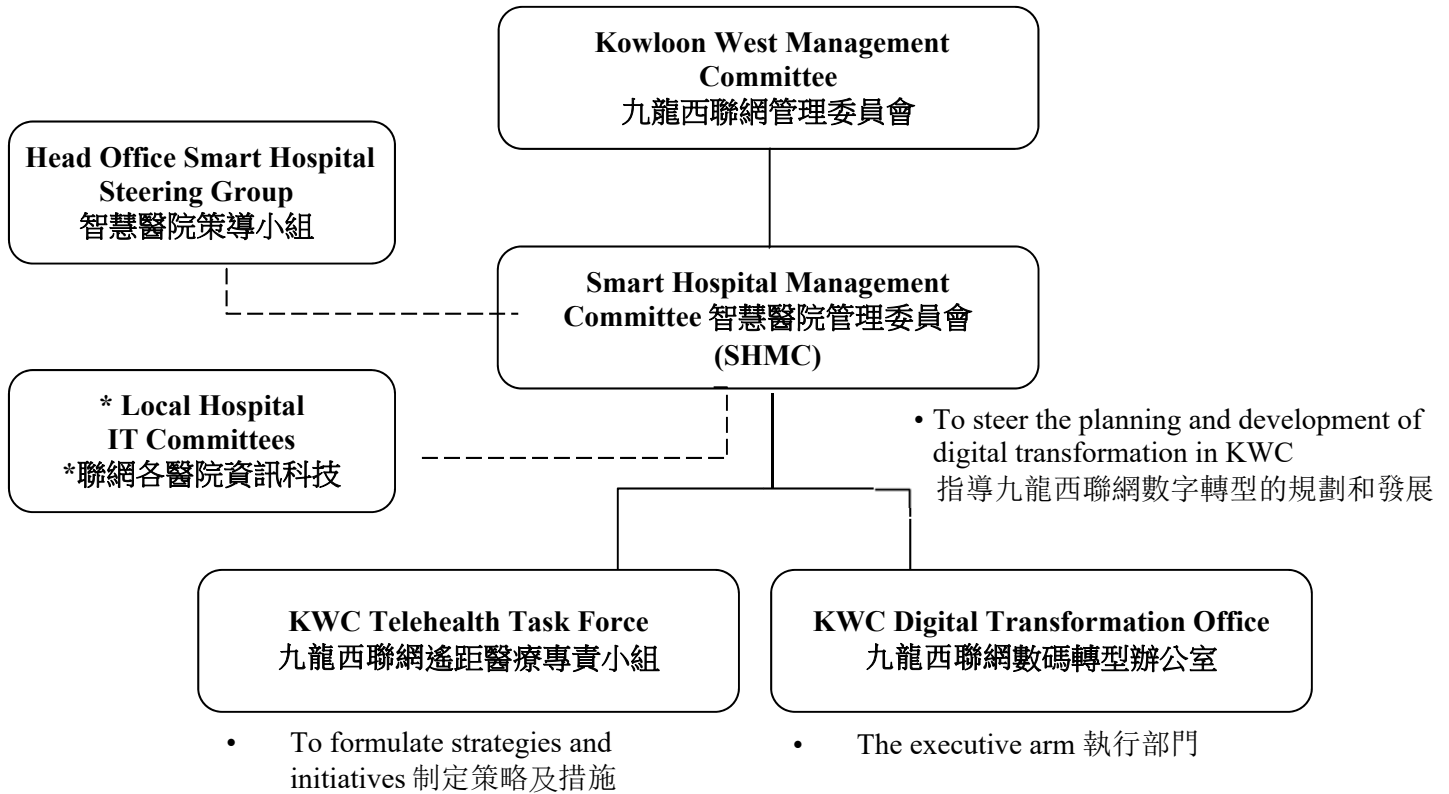 Kowloon West Management
Committee
九龍西聯網管理委員會
Head Office Smart Hospital
Steering Group
智慧醫院策導小組
Smart Hospital Management
Committee 智慧醫院管理委員會
(SHMC)
* Local Hospital
IT Committees
*聯網各醫院資訊科技
• To steer the planning and development of
digital transformation in KWC
指導九龍西聯網數字轉型的規劃和發展
KWC Telehealth Task Force
九龍西聯網遙距醫療專責小組
• To formulate strategies and
initiatives 制定策略及措施
KWC Digital Transformation Office
九龍西聯網數碼轉型辦公室
• The executive arm 執行部門